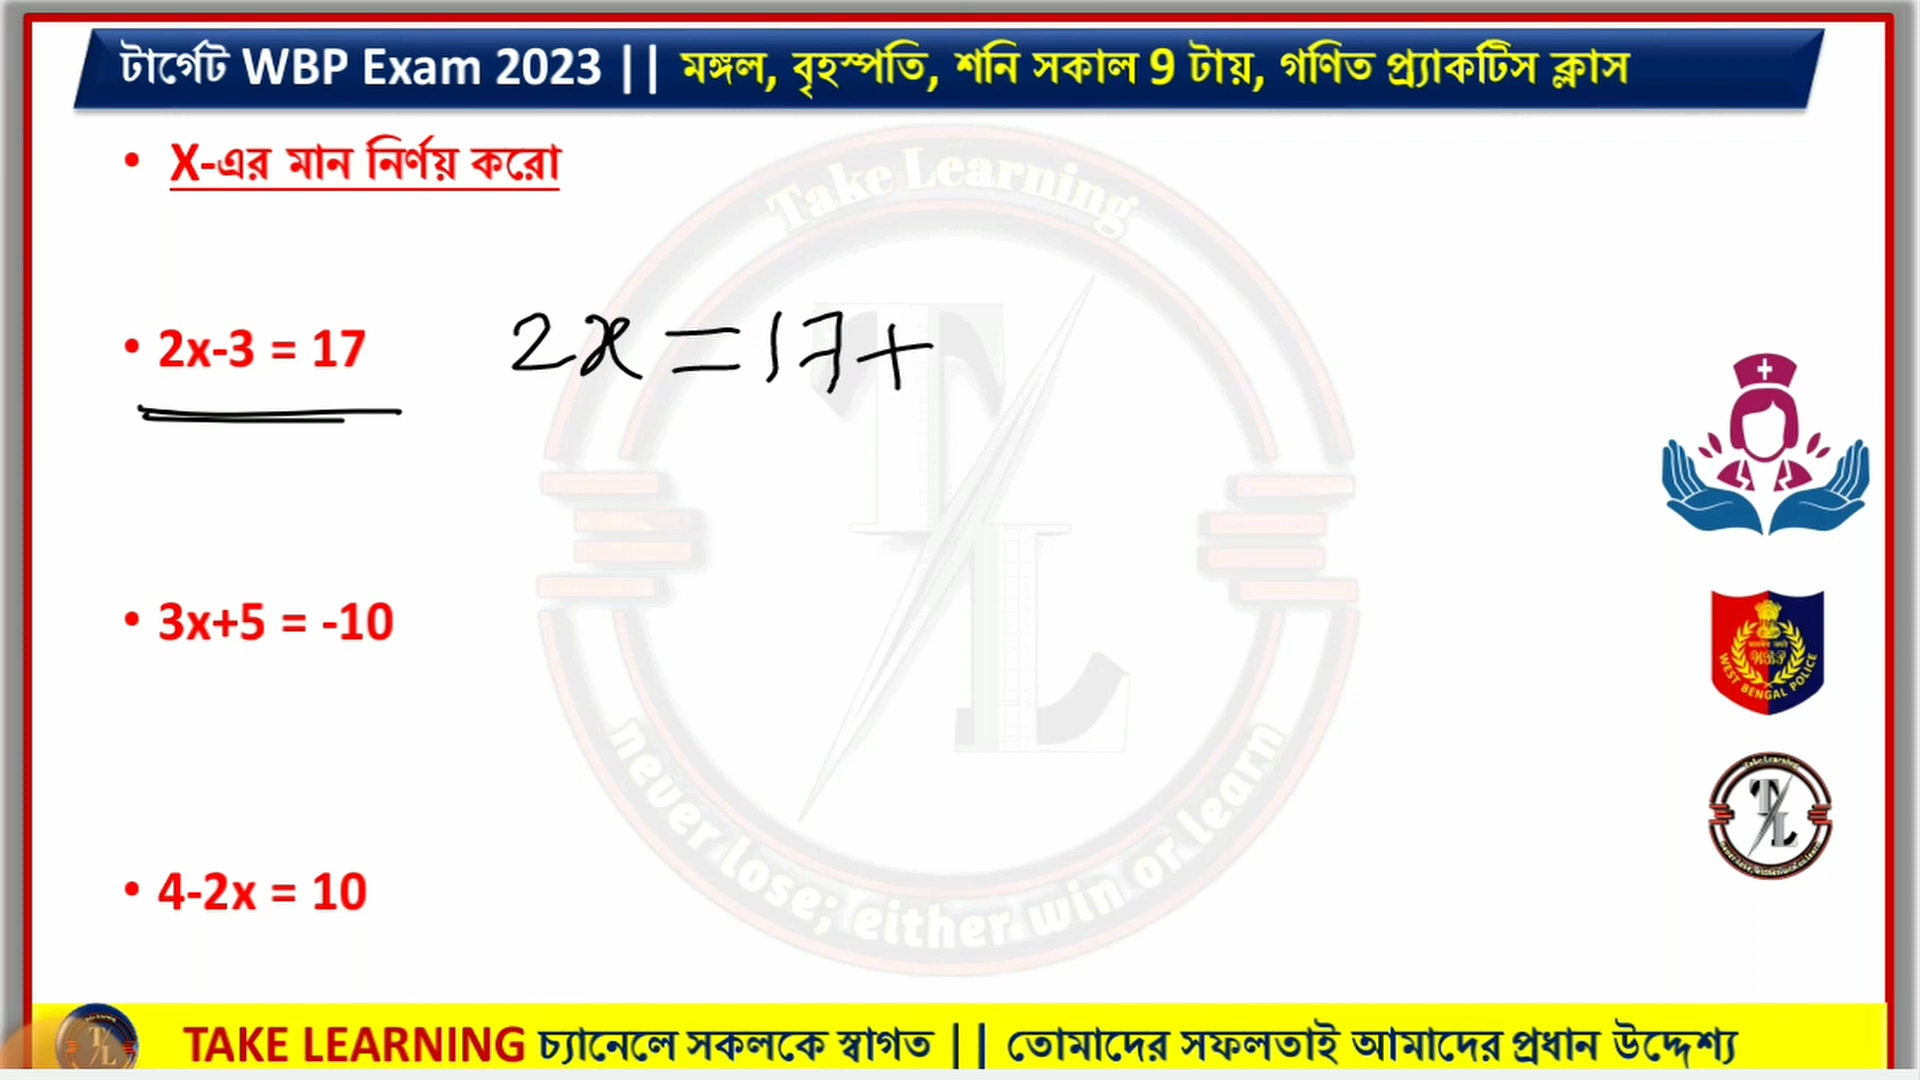 টার্গেট WBP Exam 2023 || মঙ্গল, বৃহস্পতি, শনি সকাল 9 টায়, গণিত প্র্যাকটিস ক্লাস
• X-এর মান নির্ণয় করো
Take Learning
• 2x-3 = 17
2x = 17+
• 3x+5 = -10
WBP
WEST BENGAL POLICE
• 4-2x = 10
never lose; either win or learn
TL
TAKE LEARNING চ্যানেলে সকলকে স্বাগত || তোমাদের সফলতাই আমাদের প্রধান উদ্দেশ্য